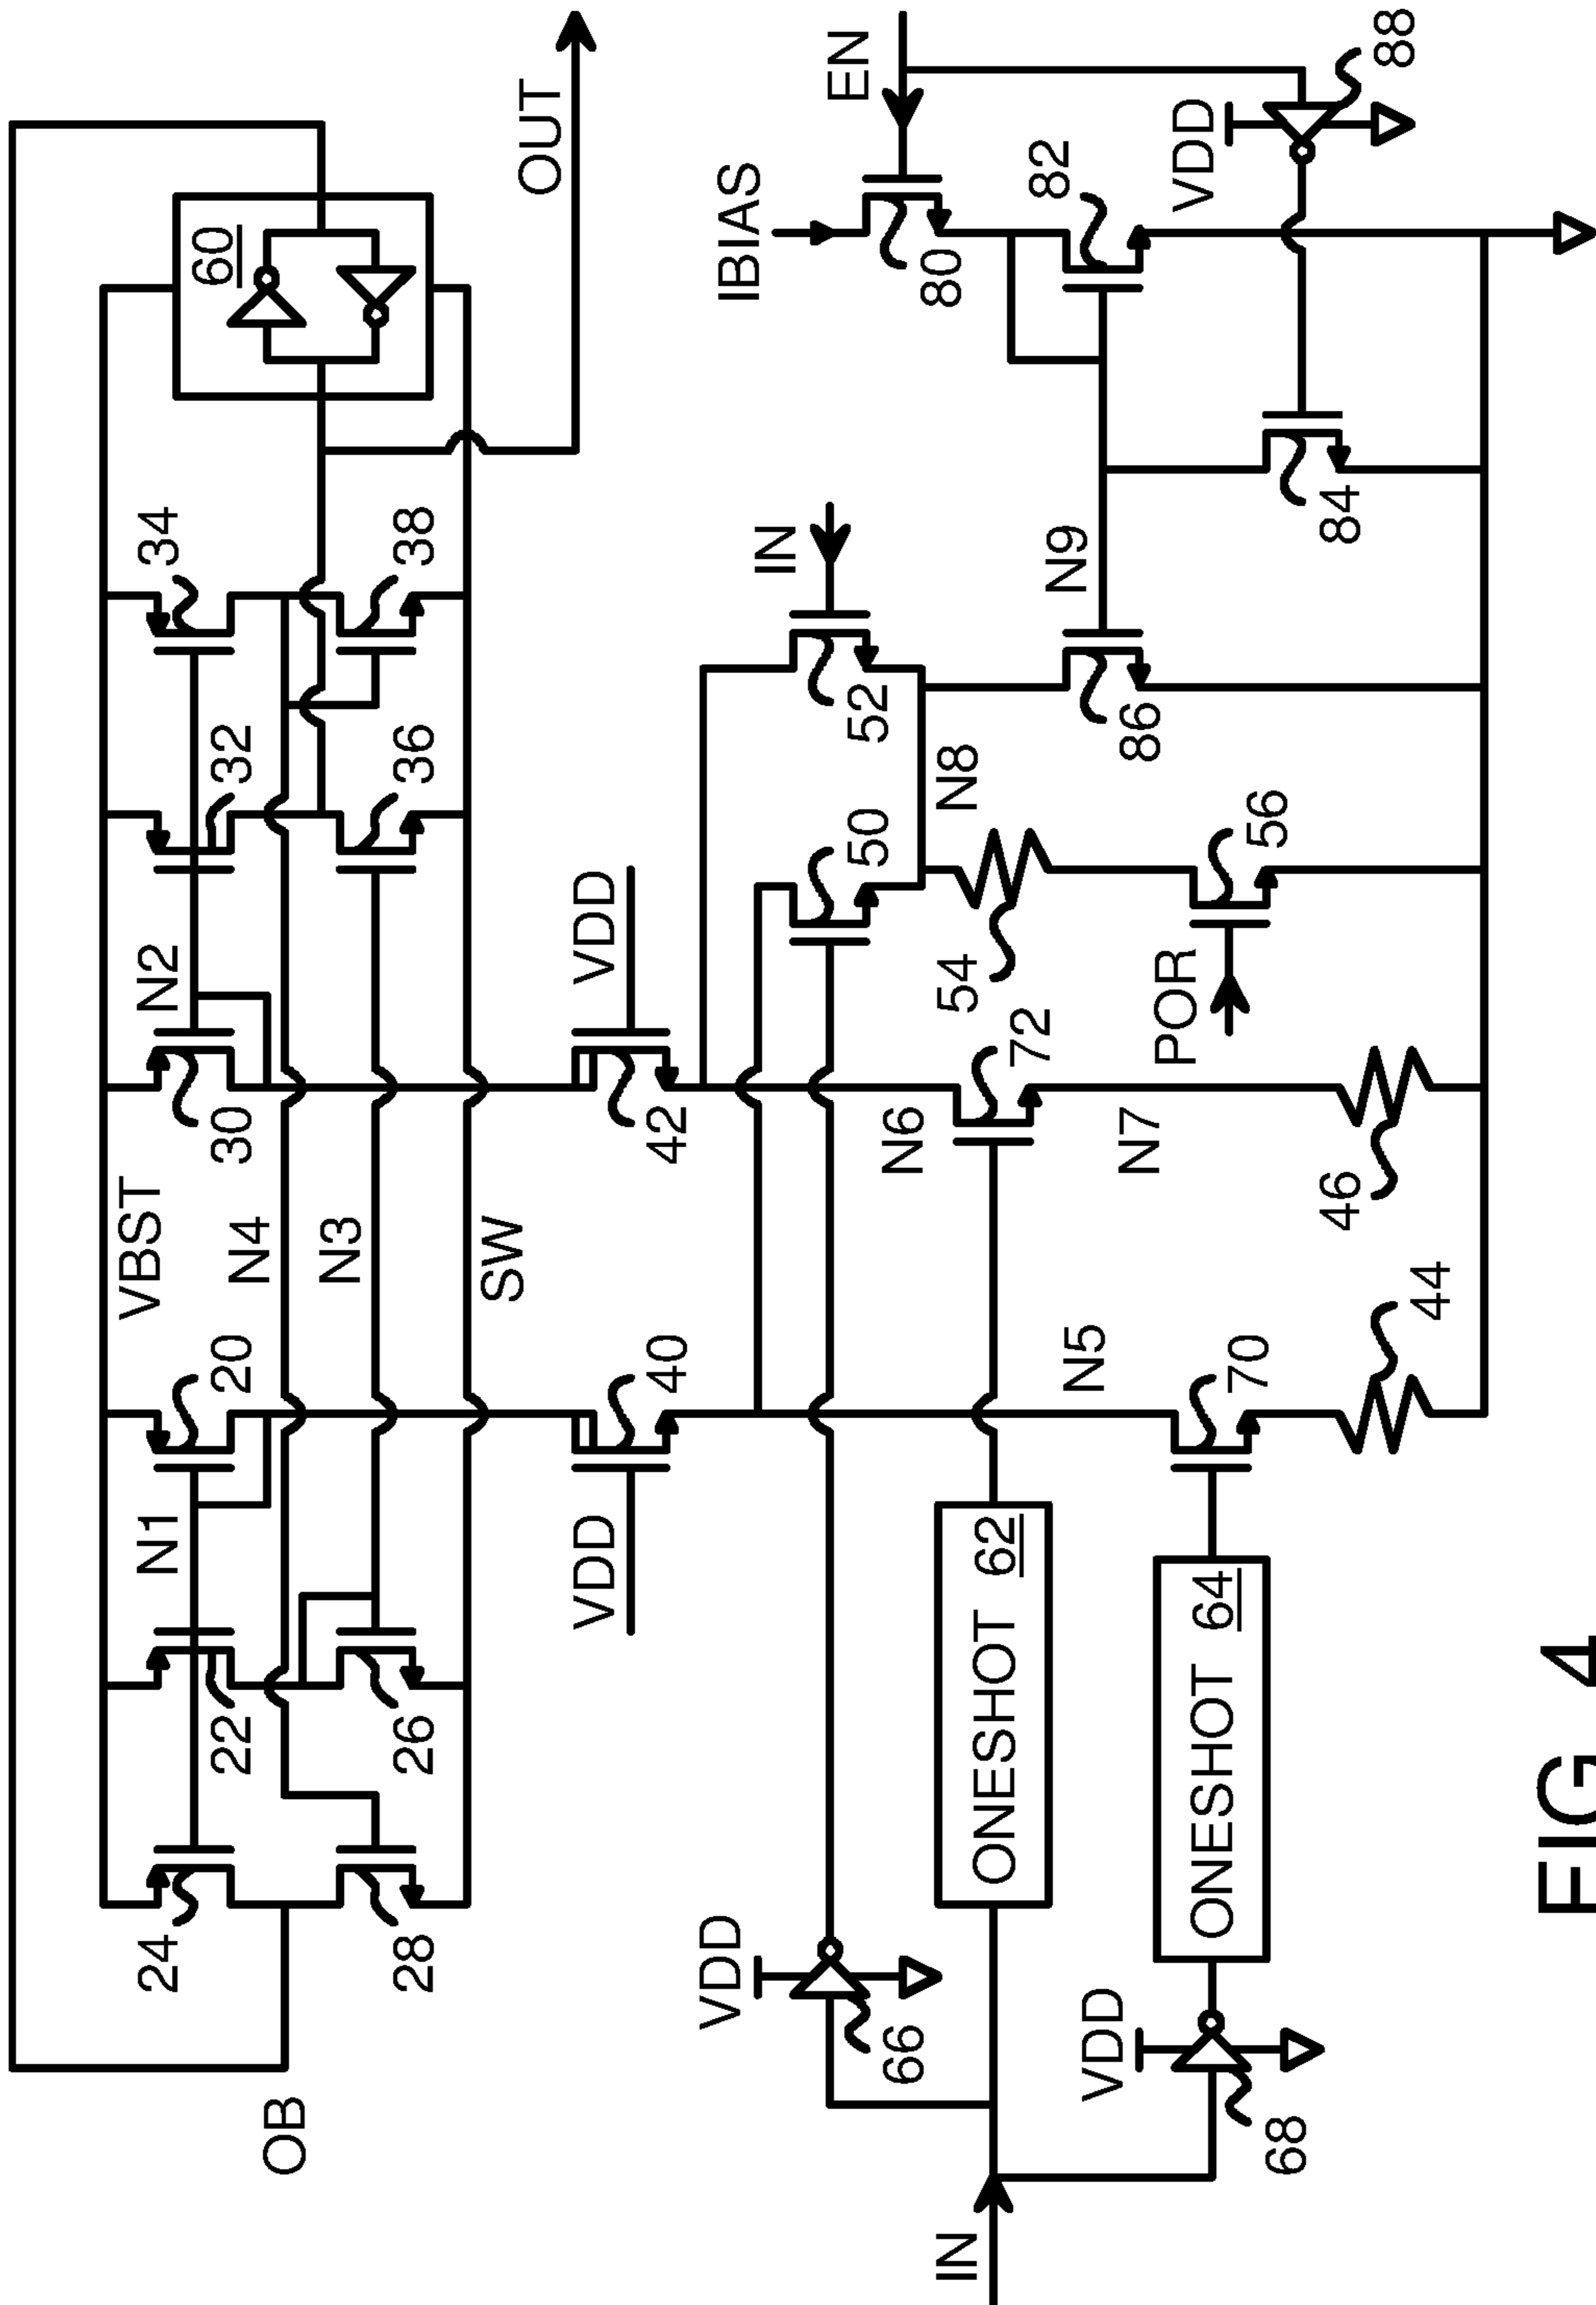 OB
24
28
22
26
N1
20
VBST
N4
N3
SW
30
N2
32
36
34
38
60
OUT
VDD
40
42
VDD
IN
66
VDD
68
VDD
ONESHOT 62
ONESHOT 64
N5
70
44
N6
72
N7
46
50
52
IN
N8
54
56
POR
86
N9
84
IBIAS
EN
80
82
VDD
88
FIG. 4